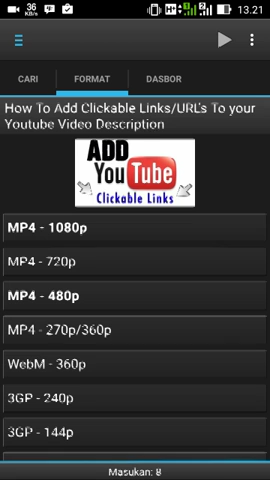 36
KB/s
13.21
CARI
FORMAT
DASBOR
How To Add Clickable Links/URL's To your
Youtube Video Description
ADD
YouTube
Clickable Links
MP4 - 1080p
MP4 - 720p
MP4 - 480p
MP4 - 270p/360p
WebM - 360p
3GP - 240p
3GP - 144p
Masukan: 8